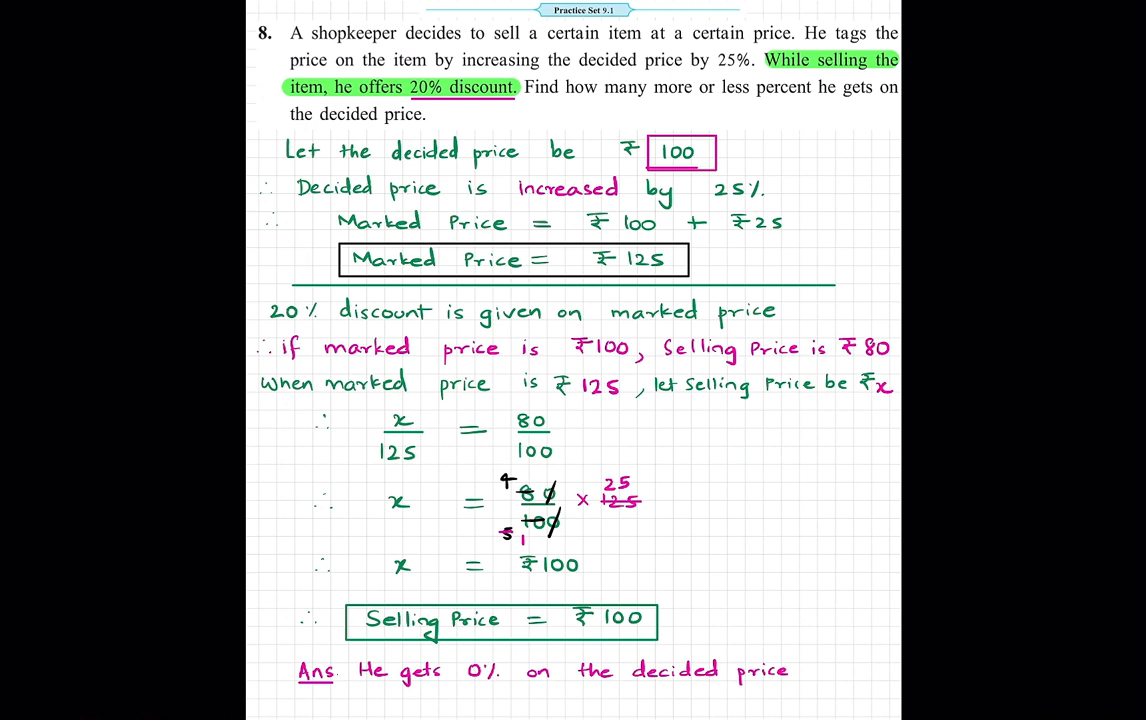 Practice Set 9.1
8. A shopkeeper decides to sell a certain item at a certain price. He tags the
price on the item by increasing the decided price by 25%. While selling the
item, he offers 20% discount. Find how many more or less percent he gets on
the decided price.
Let the decided price be ₹ 100
∴ Decided price is increased by 25%.
∴ Marked Price = ₹ 100 + ₹ 25
Marked Price = ₹ 125
20% discount is given on marked price
∴ if marked price is ₹100, Selling Price is ₹ 80
When marked price is ₹ 125, let Selling Price be ₹ x
∴ x/125 = 80/100
4 25
∴ x = 80/100 × 125
5 1
∴ x = ₹100
∴ Selling Price = ₹ 100
Ans. He gets 0% on the decided price